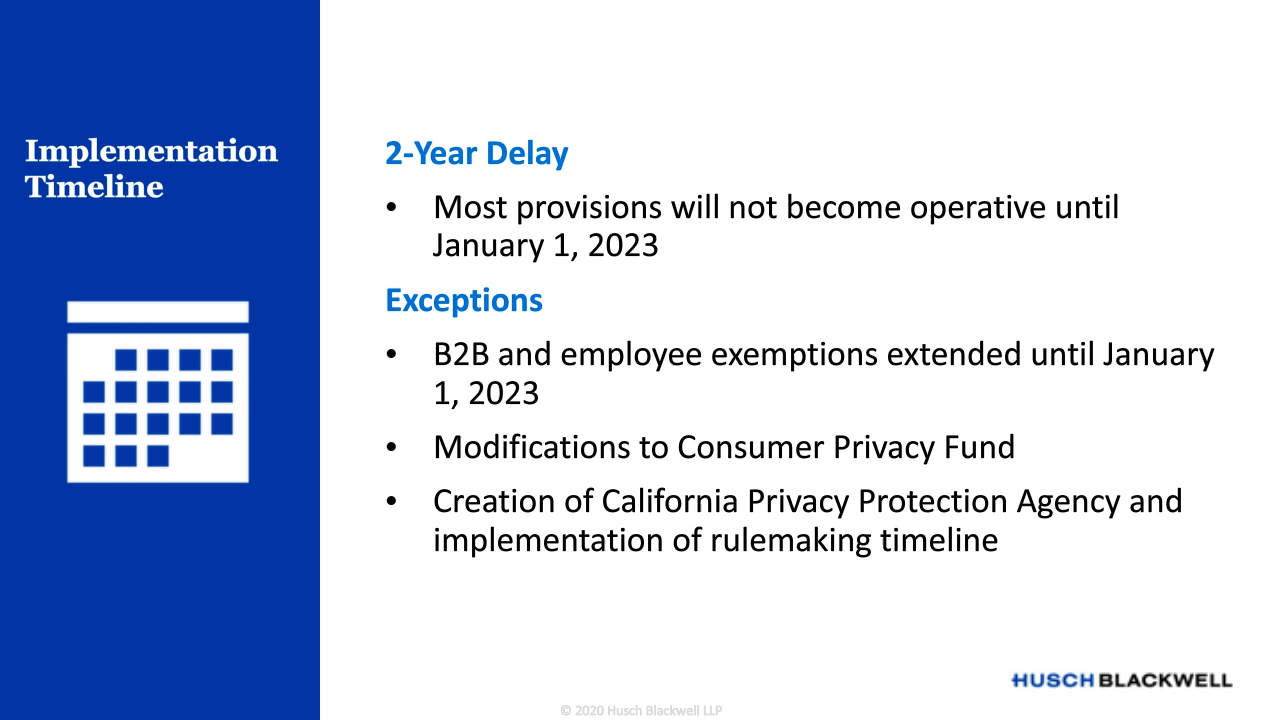 Implementation
Timeline
2-Year Delay
• Most provisions will not become operative until
January 1, 2023
Exceptions
• B2B and employee exemptions extended until January
1, 2023
• Modifications to Consumer Privacy Fund
• Creation of California Privacy Protection Agency and
implementation of rulemaking timeline
HUSCH BLACKWELL
© 2020 Husch Blackwell LLP